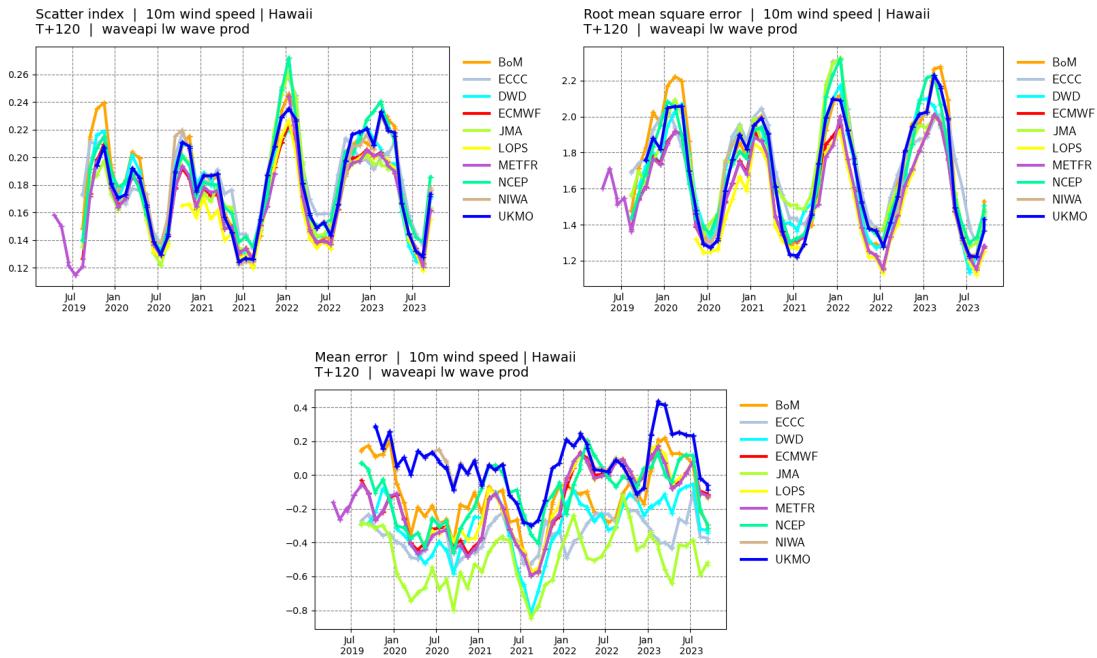 Scatter index | 10m wind speed | Hawaii
T+120 | waveapi lw wave prod
0.26
0.24
0.22
0.20
0.18
0.16
0.14
0.12
Jul 2019
Jan 2020
Jul 2020
Jan 2021
Jul 2021
Jan 2022
Jul 2022
Jan 2023
Jul 2023
BoM
ECCC
DWD
ECMWF
JMA
LOPS
METFR
NCEP
NIWA
UKMO
Root mean square error | 10m wind speed | Hawaii
T+120 | waveapi lw wave prod
2.2
2.0
1.8
1.6
1.4
1.2
Jul 2019
Jan 2020
Jul 2020
Jan 2021
Jul 2021
Jan 2022
Jul 2022
Jan 2023
Jul 2023
BoM
ECCC
DWD
ECMWF
JMA
LOPS
METFR
NCEP
NIWA
UKMO
Mean error | 10m wind speed | Hawaii
T+120 | waveapi lw wave prod
0.4
0.2
0.0
−0.2
−0.4
−0.6
−0.8
Jul 2019
Jan 2020
Jul 2020
Jan 2021
Jul 2021
Jan 2022
Jul 2022
Jan 2023
Jul 2023
BoM
ECCC
DWD
ECMWF
JMA
LOPS
METFR
NCEP
NIWA
UKMO